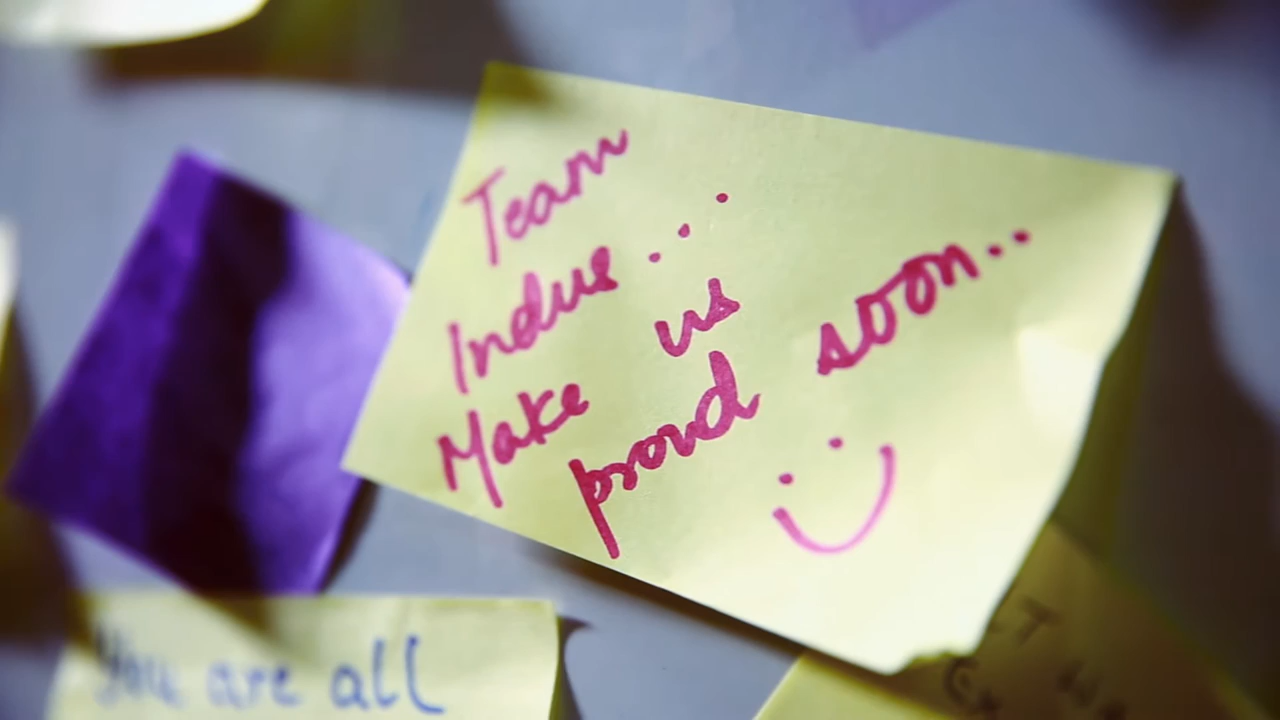 Team
Indus...
Make us
proud soon..
You are all